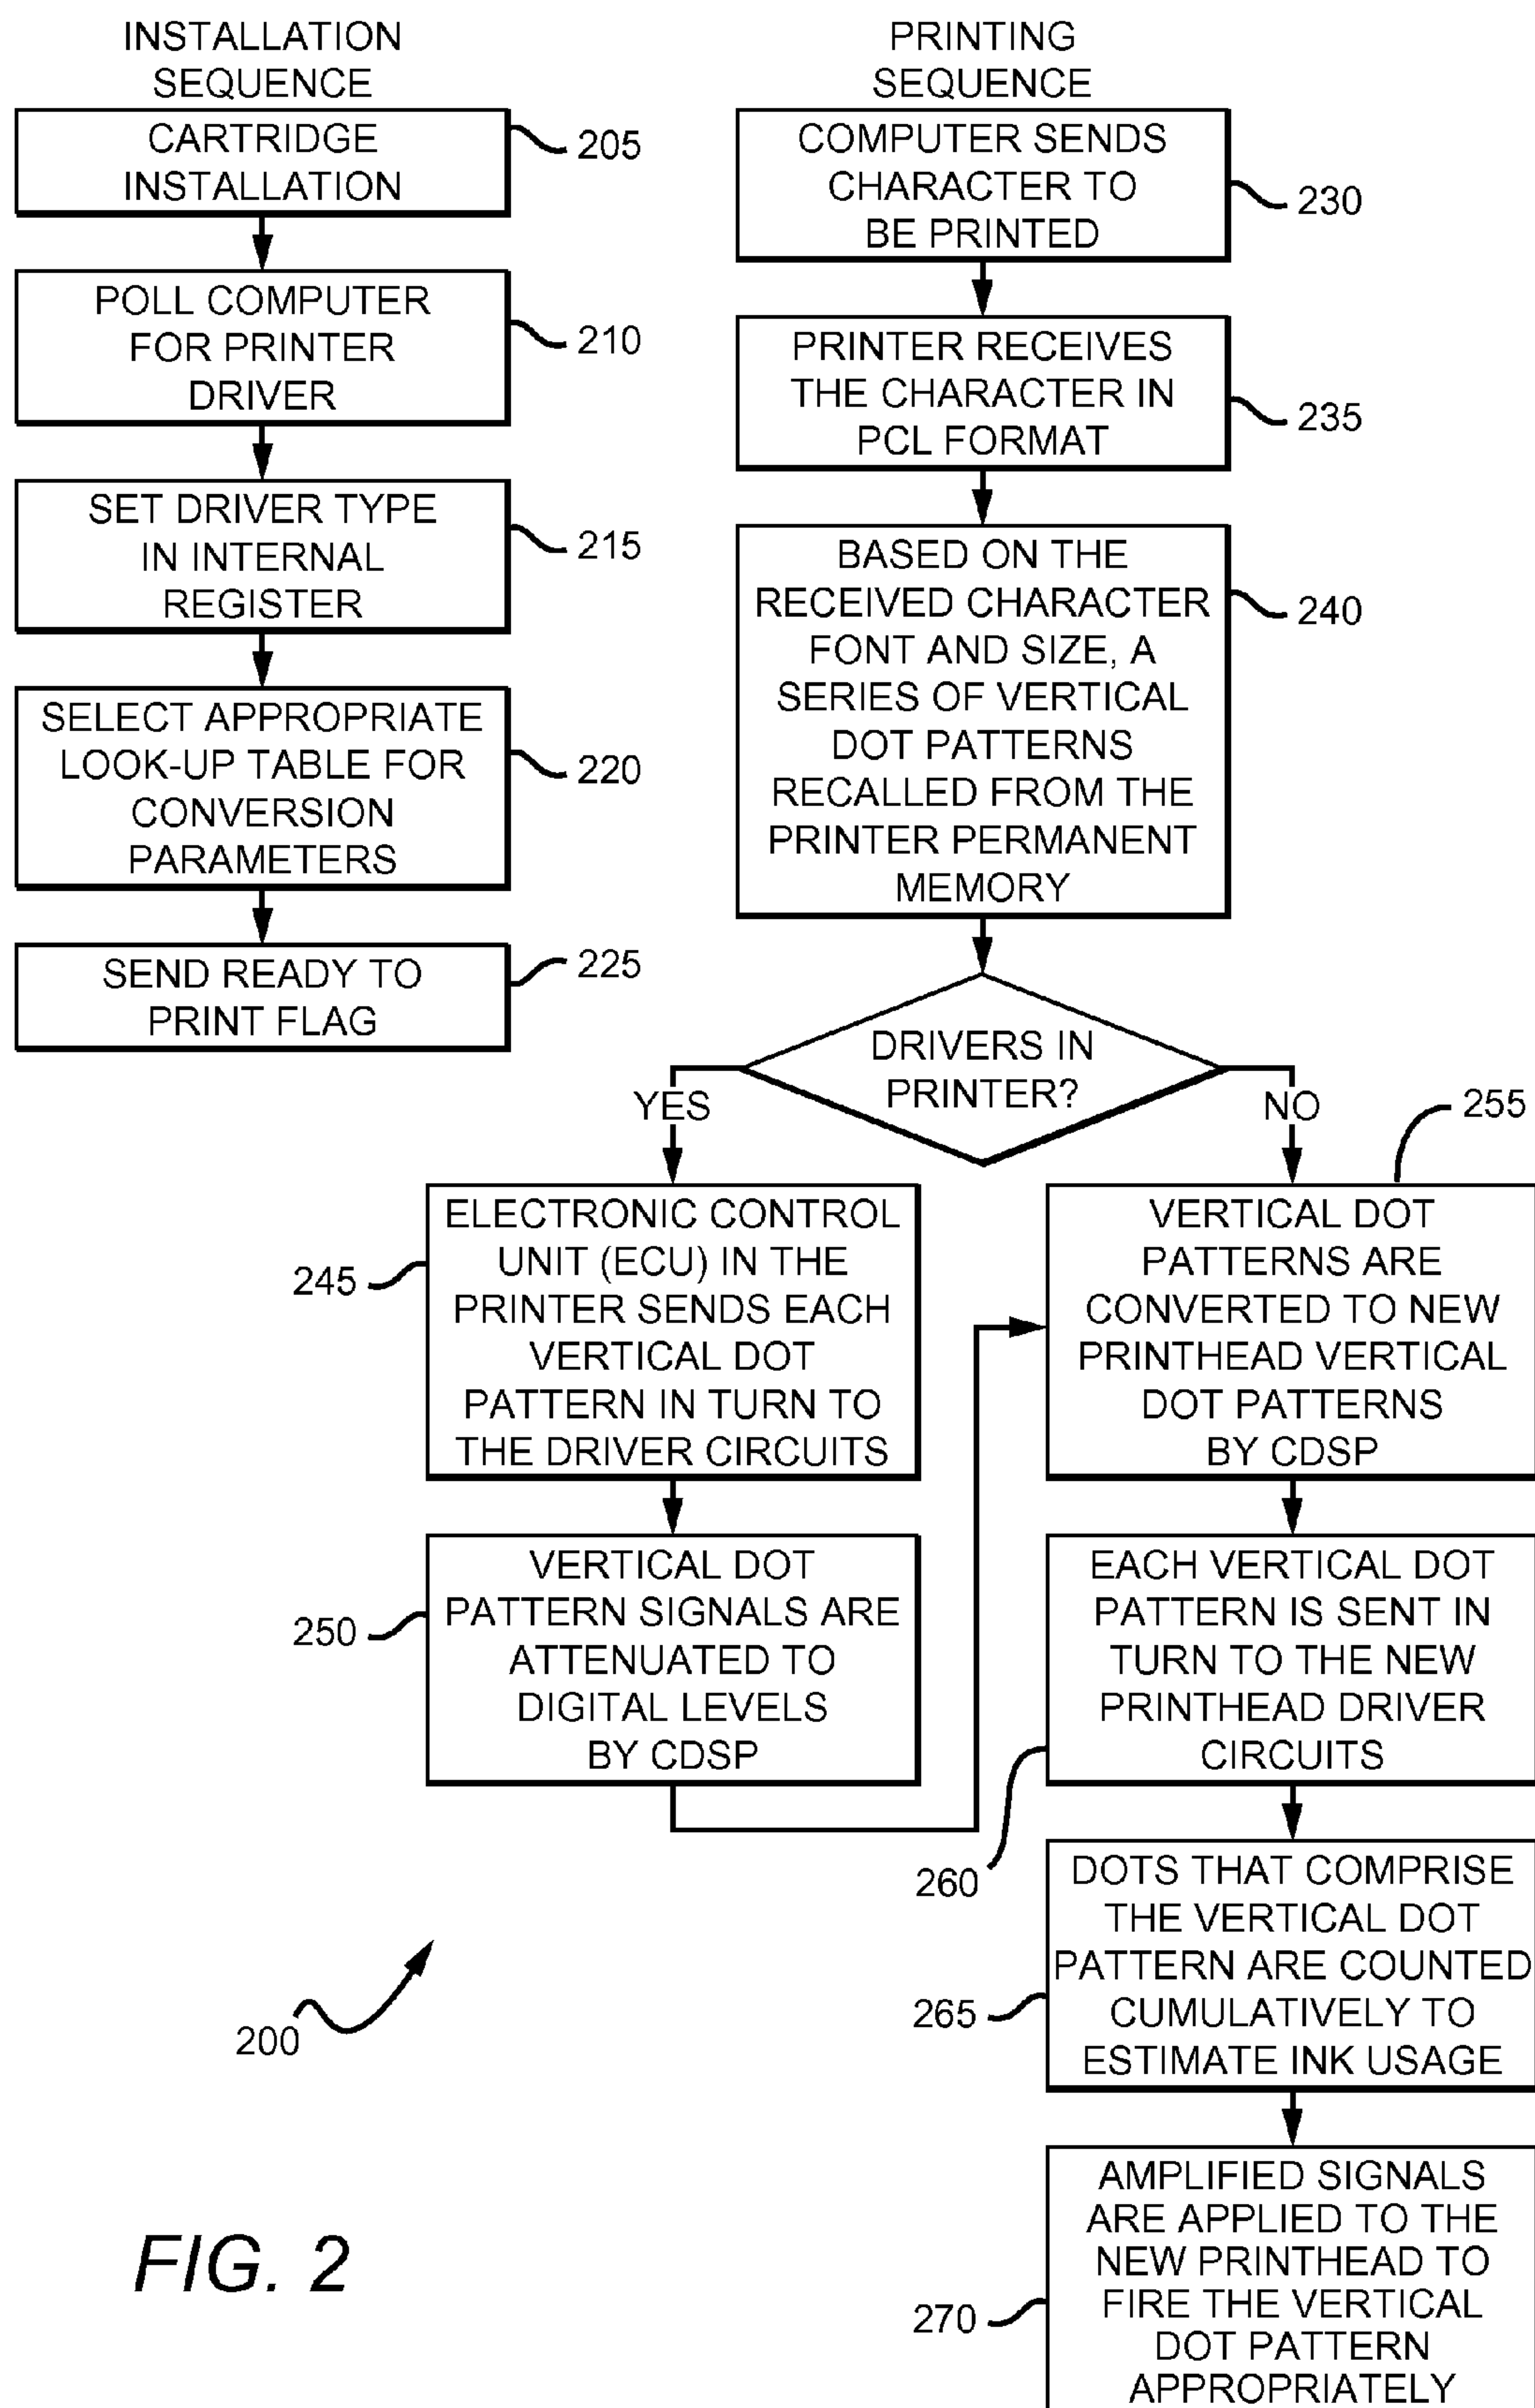 INSTALLATION
SEQUENCE
CARTRIDGE
INSTALLATION
205
POLL COMPUTER
FOR PRINTER
DRIVER
210
SET DRIVER TYPE
IN INTERNAL
REGISTER
215
SELECT APPROPRIATE
LOOK-UP TABLE FOR
CONVERSION
PARAMETERS
220
SEND READY TO
PRINT FLAG
225
PRINTING
SEQUENCE
COMPUTER SENDS
CHARACTER TO
BE PRINTED
230
PRINTER RECEIVES
THE CHARACTER IN
PCL FORMAT
235
BASED ON THE
RECEIVED CHARACTER
FONT AND SIZE, A
SERIES OF VERTICAL
DOT PATTERNS
RECALLED FROM THE
PRINTER PERMANENT
MEMORY
240
DRIVERS IN
PRINTER?
YES
NO
ELECTRONIC CONTROL
UNIT (ECU) IN THE
PRINTER SENDS EACH
VERTICAL DOT
PATTERN IN TURN TO
THE DRIVER CIRCUITS
245
VERTICAL DOT
PATTERN SIGNALS ARE
ATTENUATED TO
DIGITAL LEVELS
BY CDSP
250
255
VERTICAL DOT
PATTERNS ARE
CONVERTED TO NEW
PRINTHEAD VERTICAL
DOT PATTERNS
BY CDSP
EACH VERTICAL DOT
PATTERN IS SENT IN
TURN TO THE NEW
PRINTHEAD DRIVER
CIRCUITS
260
DOTS THAT COMPRISE
THE VERTICAL DOT
PATTERN ARE COUNTED
CUMULATIVELY TO
ESTIMATE INK USAGE
265
AMPLIFIED SIGNALS
ARE APPLIED TO THE
NEW PRINTHEAD TO
FIRE THE VERTICAL
DOT PATTERN
APPROPRIATELY
270
200
FIG. 2